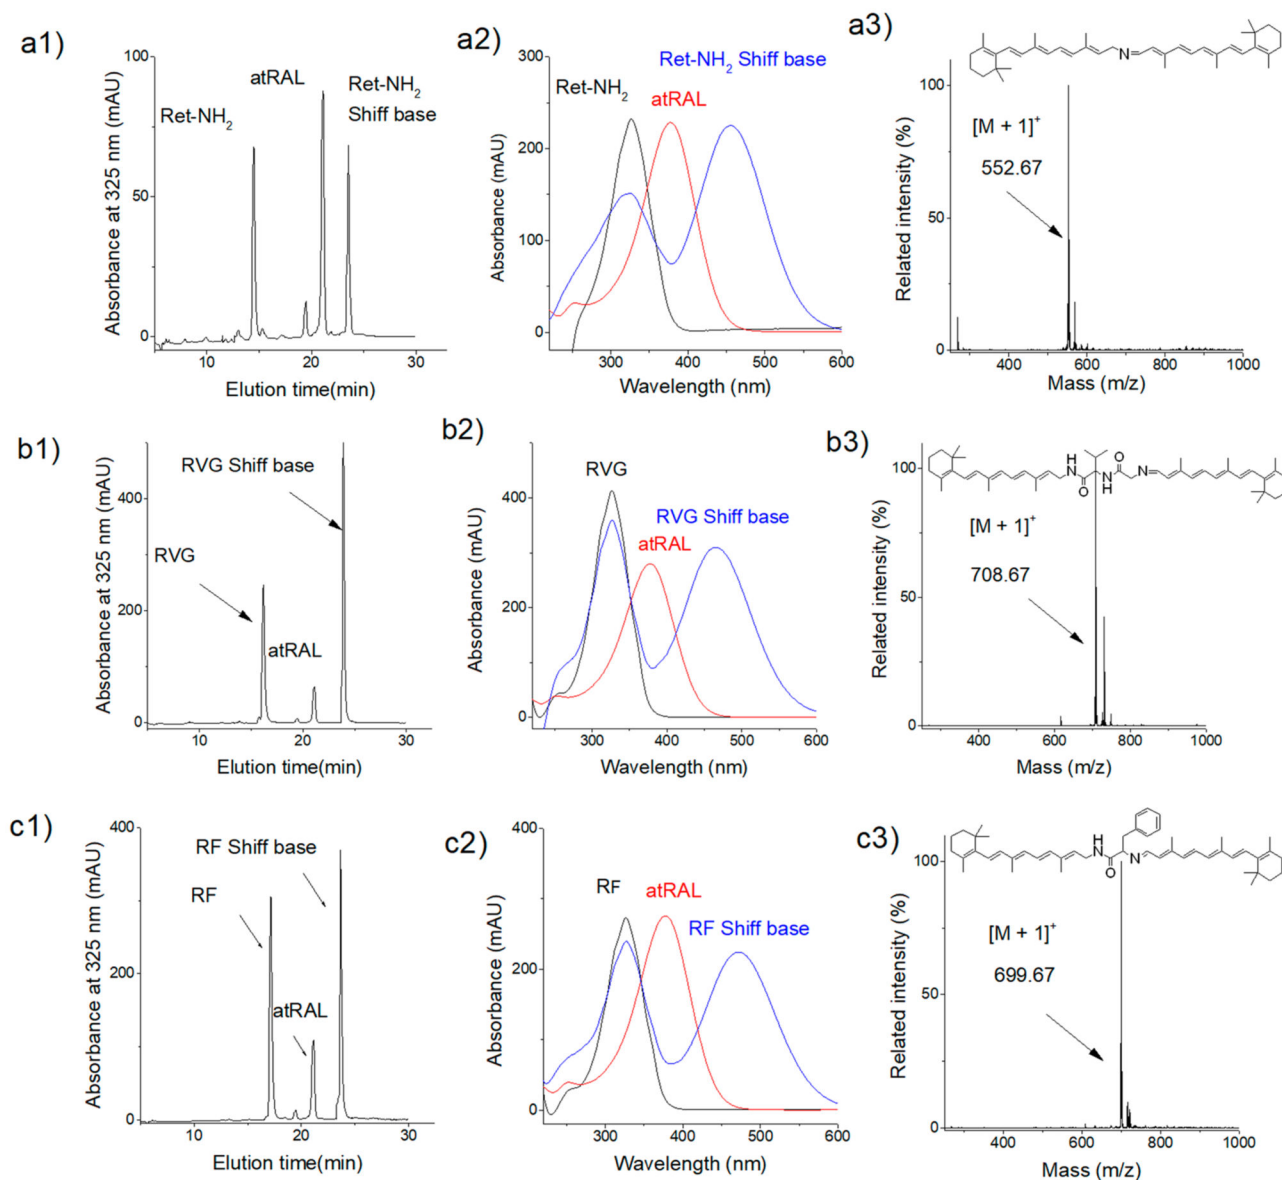 a1)
100
50
0
10
20
30
Absorbance at 325 nm (mAU)
Elution time(min)
Ret-NH2
atRAL
Ret-NH2
Shiff base
a2)
300
200
100
0
300
400
500
600
Absorbance (mAU)
Wavelength (nm)
Ret-NH2
atRAL
Ret-NH2 Shiff base
a3)
N
100
50
0
400
600
800
1000
Related intensity (%)
Mass (m/z)
[M + 1]+
552.67
b1)
400
200
0
10
20
30
Absorbance at 325 nm (mAU)
Elution time(min)
RVG Shiff base
RVG
atRAL
b2)
500
400
300
200
100
0
300
400
500
600
Absorbance (mAU)
Wavelength (nm)
RVG
RVG Shiff base
atRAL
b3)
H
N
O
O
N
H
N
100
50
0
400
600
800
1000
Related intensity (%)
Mass (m/z)
[M + 1]+
708.67
c1)
400
200
0
10
20
30
Absorbance at 325 nm (mAU)
Elution time(min)
RF Shiff base
RF
atRAL
c2)
400
300
200
100
0
300
400
500
600
Absorbance (mAU)
Wavelength (nm)
RF
atRAL
RF Shiff base
c3)
H
N
O
N
100
50
0
400
600
800
1000
Related intensity (%)
Mass (m/z)
[M + 1]+
699.67